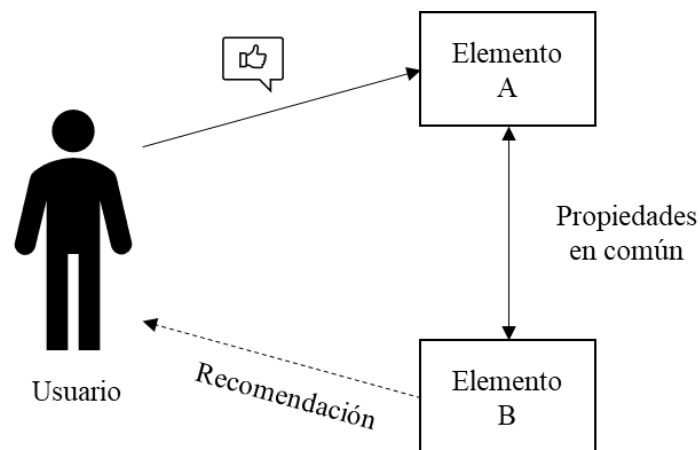 Elemento
A
Propiedades
en común
Usuario
Recomendación
Elemento
B